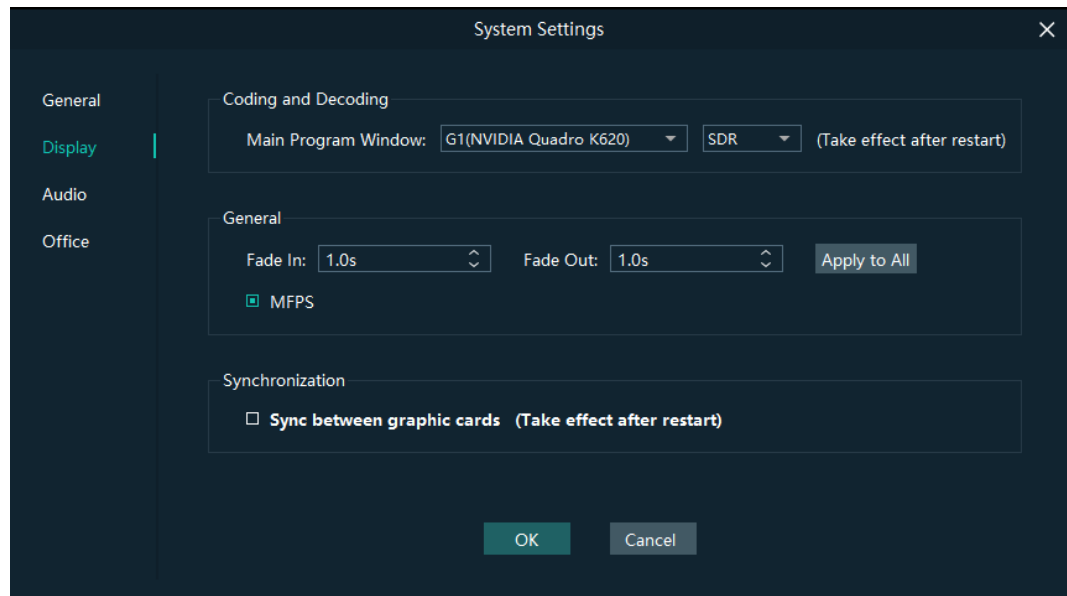 System Settings
General
Display
Audio
Office
Coding and Decoding
Main Program Window: G1(NVIDIA Quadro K620) SDR (Take effect after restart)
General
Fade In: 1.0s Fade Out: 1.0s Apply to All
MFPS
Synchronization
Sync between graphic cards (Take effect after restart)
OK Cancel